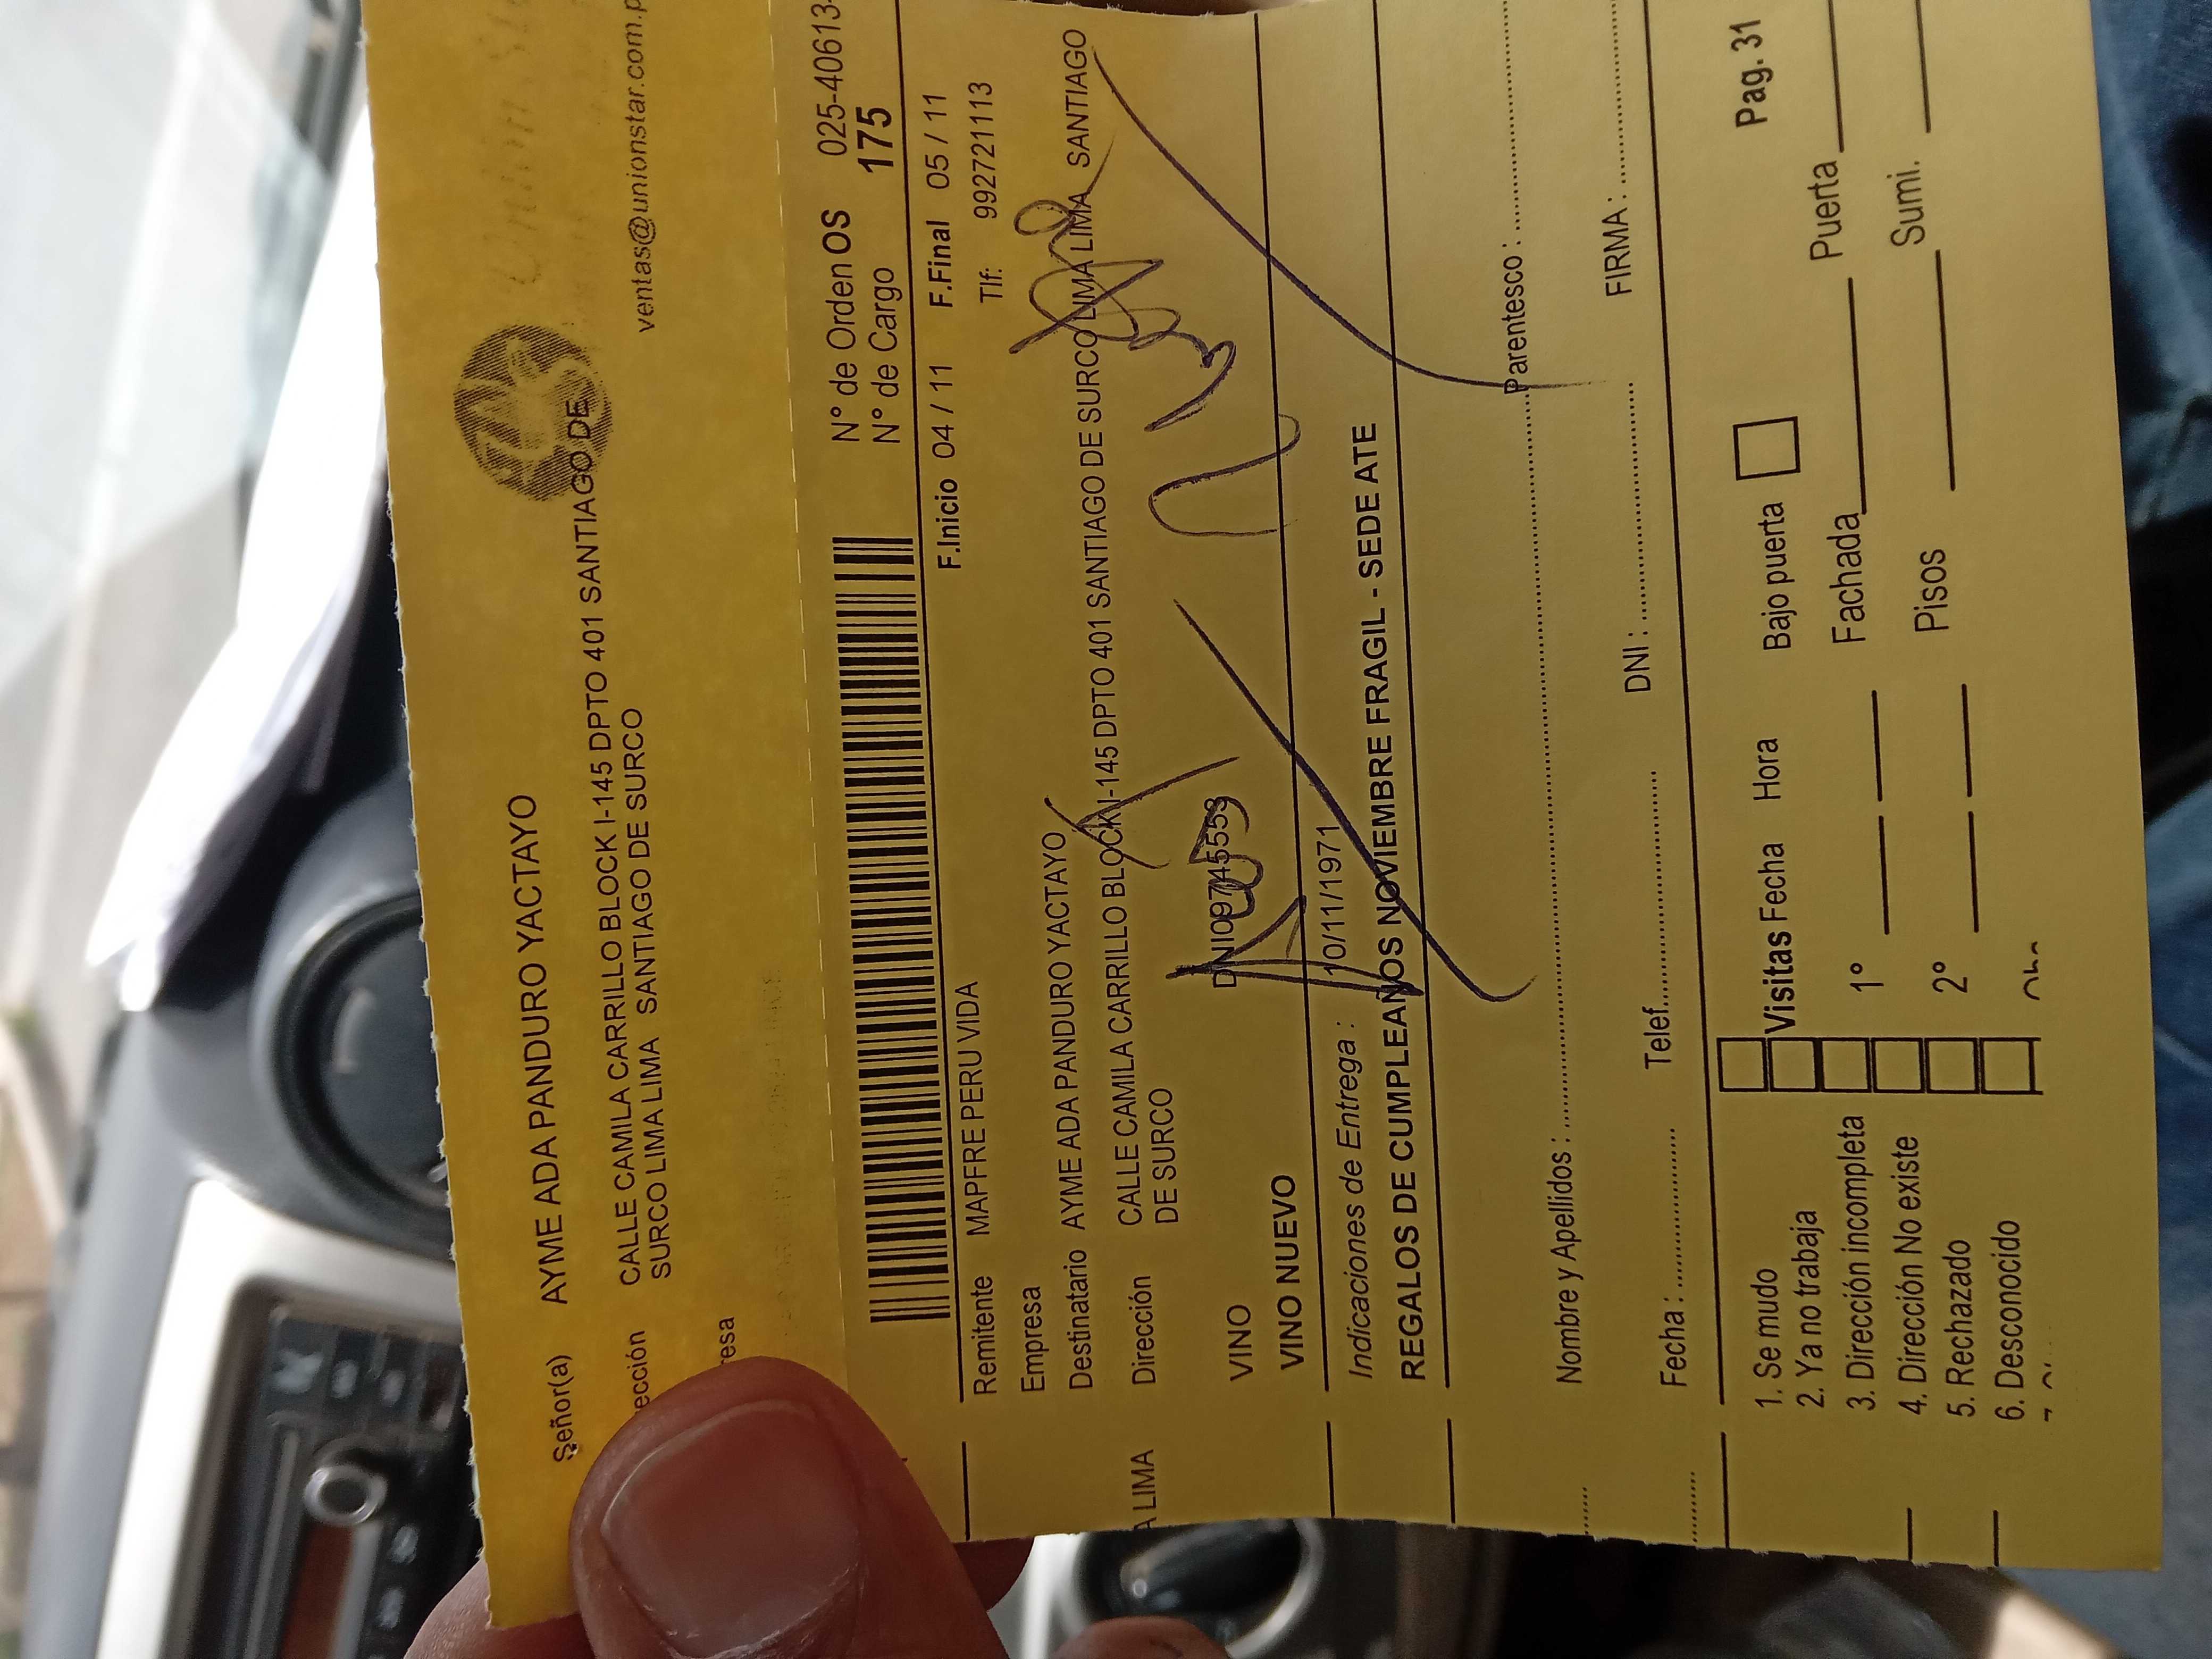 Señor(a) AYME ADA PANDURO YACTAYO
ección CALLE CAMILA CARRILLO BLOCK I-145 DPTO 401 SANTIAGO DE
SURCO LIMA LIMA SANTIAGO DE SURCO
ventas@unionstar.com.p
resa
N° de Orden OS 025-40613-
N° de Cargo 175
F.Inicio 04 / 11 F.Final 05 / 11
Remitente MAPFRE PERU VIDA Tlf: 992721113
Empresa
Destinatario AYME ADA PANDURO YACTAYO
Dirección CALLE CAMILA CARRILLO BLOCK I-145 DPTO 401 SANTIAGO DE SURCO LIMA LIMA SANTIAGO
DE SURCO
A LIMA
VINO
VINO NUEVO
Indicaciones de Entrega : 10/11/1971
REGALOS DE CUMPLEAÑOS NOVIEMBRE FRAGIL - SEDE ATE
Nombre y Apellidos : Parentesco :
Fecha : Telef. DNI : FIRMA :
1. Se mudo
2. Ya no trabaja
3. Dirección incompleta
4. Dirección No existe
5. Rechazado
6. Desconocido
Visitas Fecha Hora Bajo puerta Pag. 31
1° Fachada Puerta
2° Pisos Sumi.